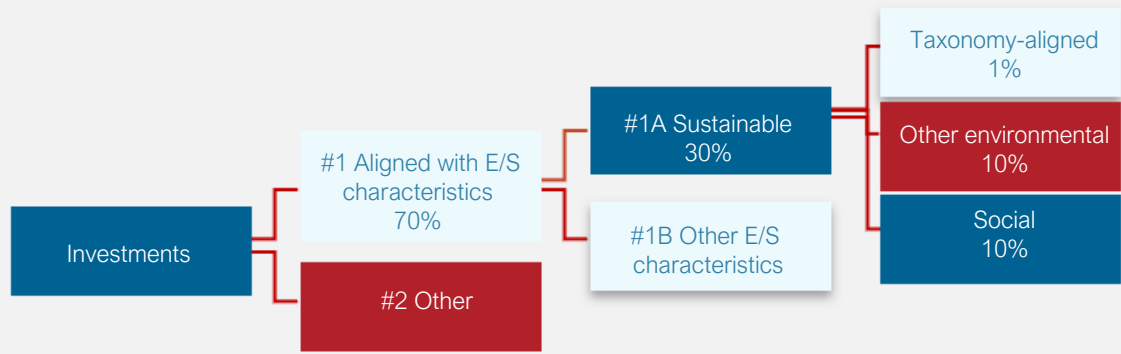 Investments
#1 Aligned with E/S
characteristics
70%
#2 Other
#1A Sustainable
30%
#1B Other E/S
characteristics
Taxonomy-aligned
1%
Other environmental
10%
Social
10%